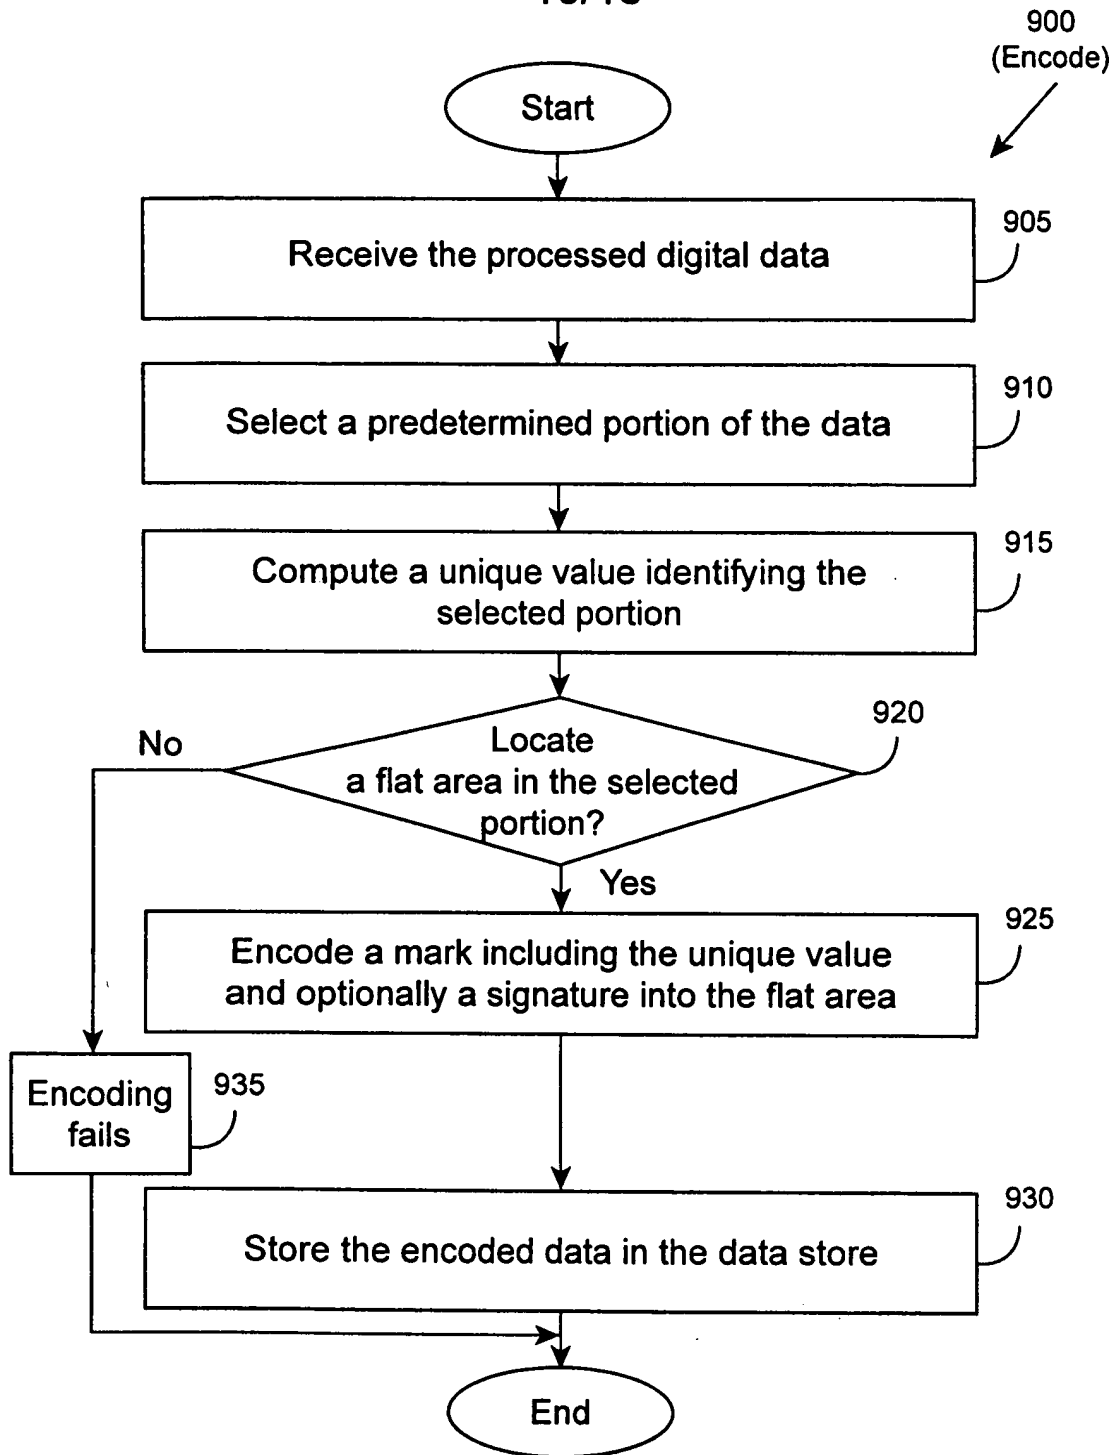 900
(Encode)
Start
Receive the processed digital data
905
Select a predetermined portion of the data
910
Compute a unique value identifying the
selected portion
915
Locate
a flat area in the selected
portion?
920
No
Yes
Encode a mark including the unique value
and optionally a signature into the flat area
925
Encoding
fails
935
Store the encoded data in the data store
930
End